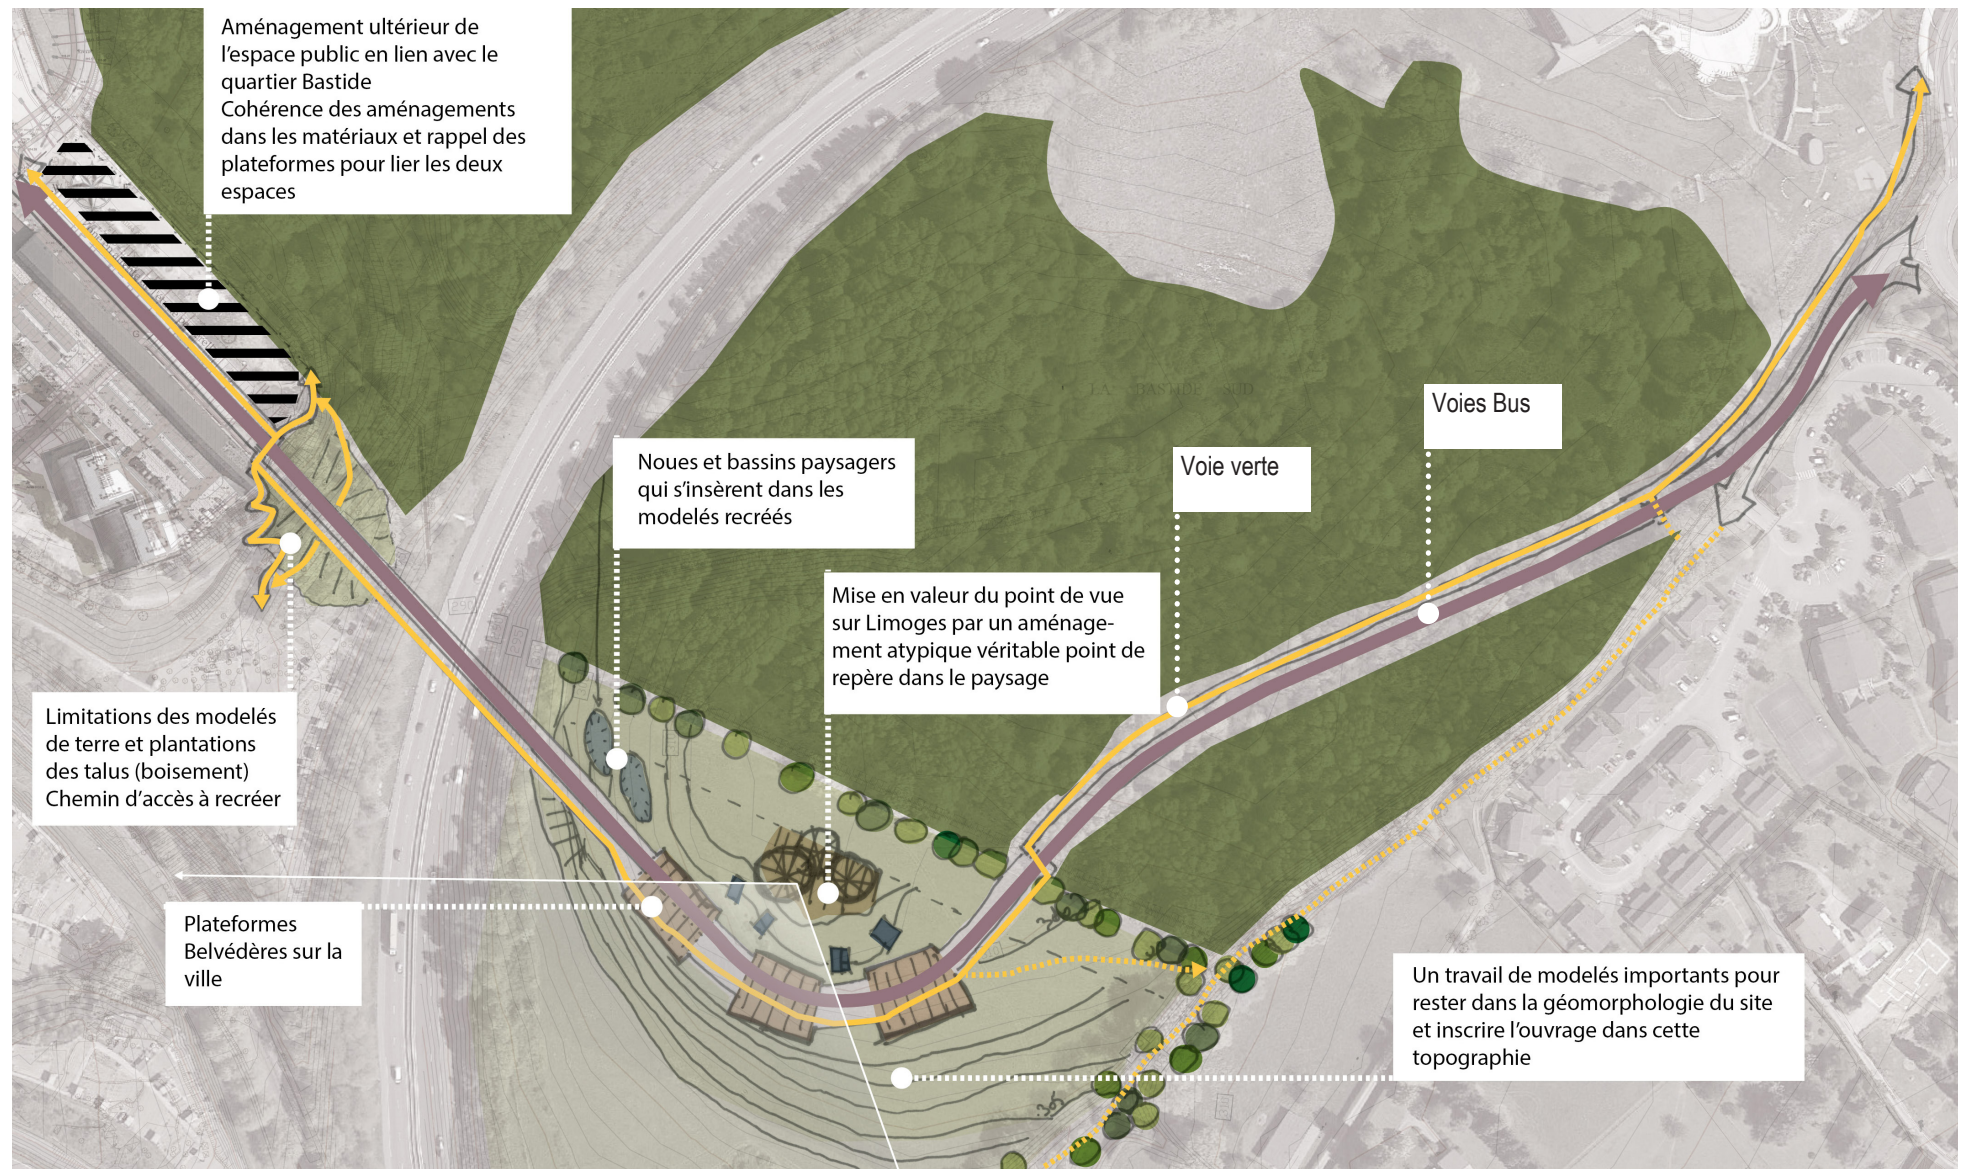 Aménagement ultérieur de
l'espace public en lien avec le
quartier Bastide
Cohérence des aménagements
dans les matériaux et rappel des
plateformes pour lier les deux
espaces
LA BASTIDE SUD
Voies Bus
Voie verte
Noues et bassins paysagers
qui s'insèrent dans les
modelés recréés
Mise en valeur du point de vue
sur Limoges par un aménage-
ment atypique véritable point de
repère dans le paysage
Limitations des modelés
de terre et plantations
des talus (boisement)
Chemin d'accès à recréer
Plateformes
Belvédères sur la
ville
Un travail de modelés importants pour
rester dans la géomorphologie du site
et inscrire l'ouvrage dans cette
topographie